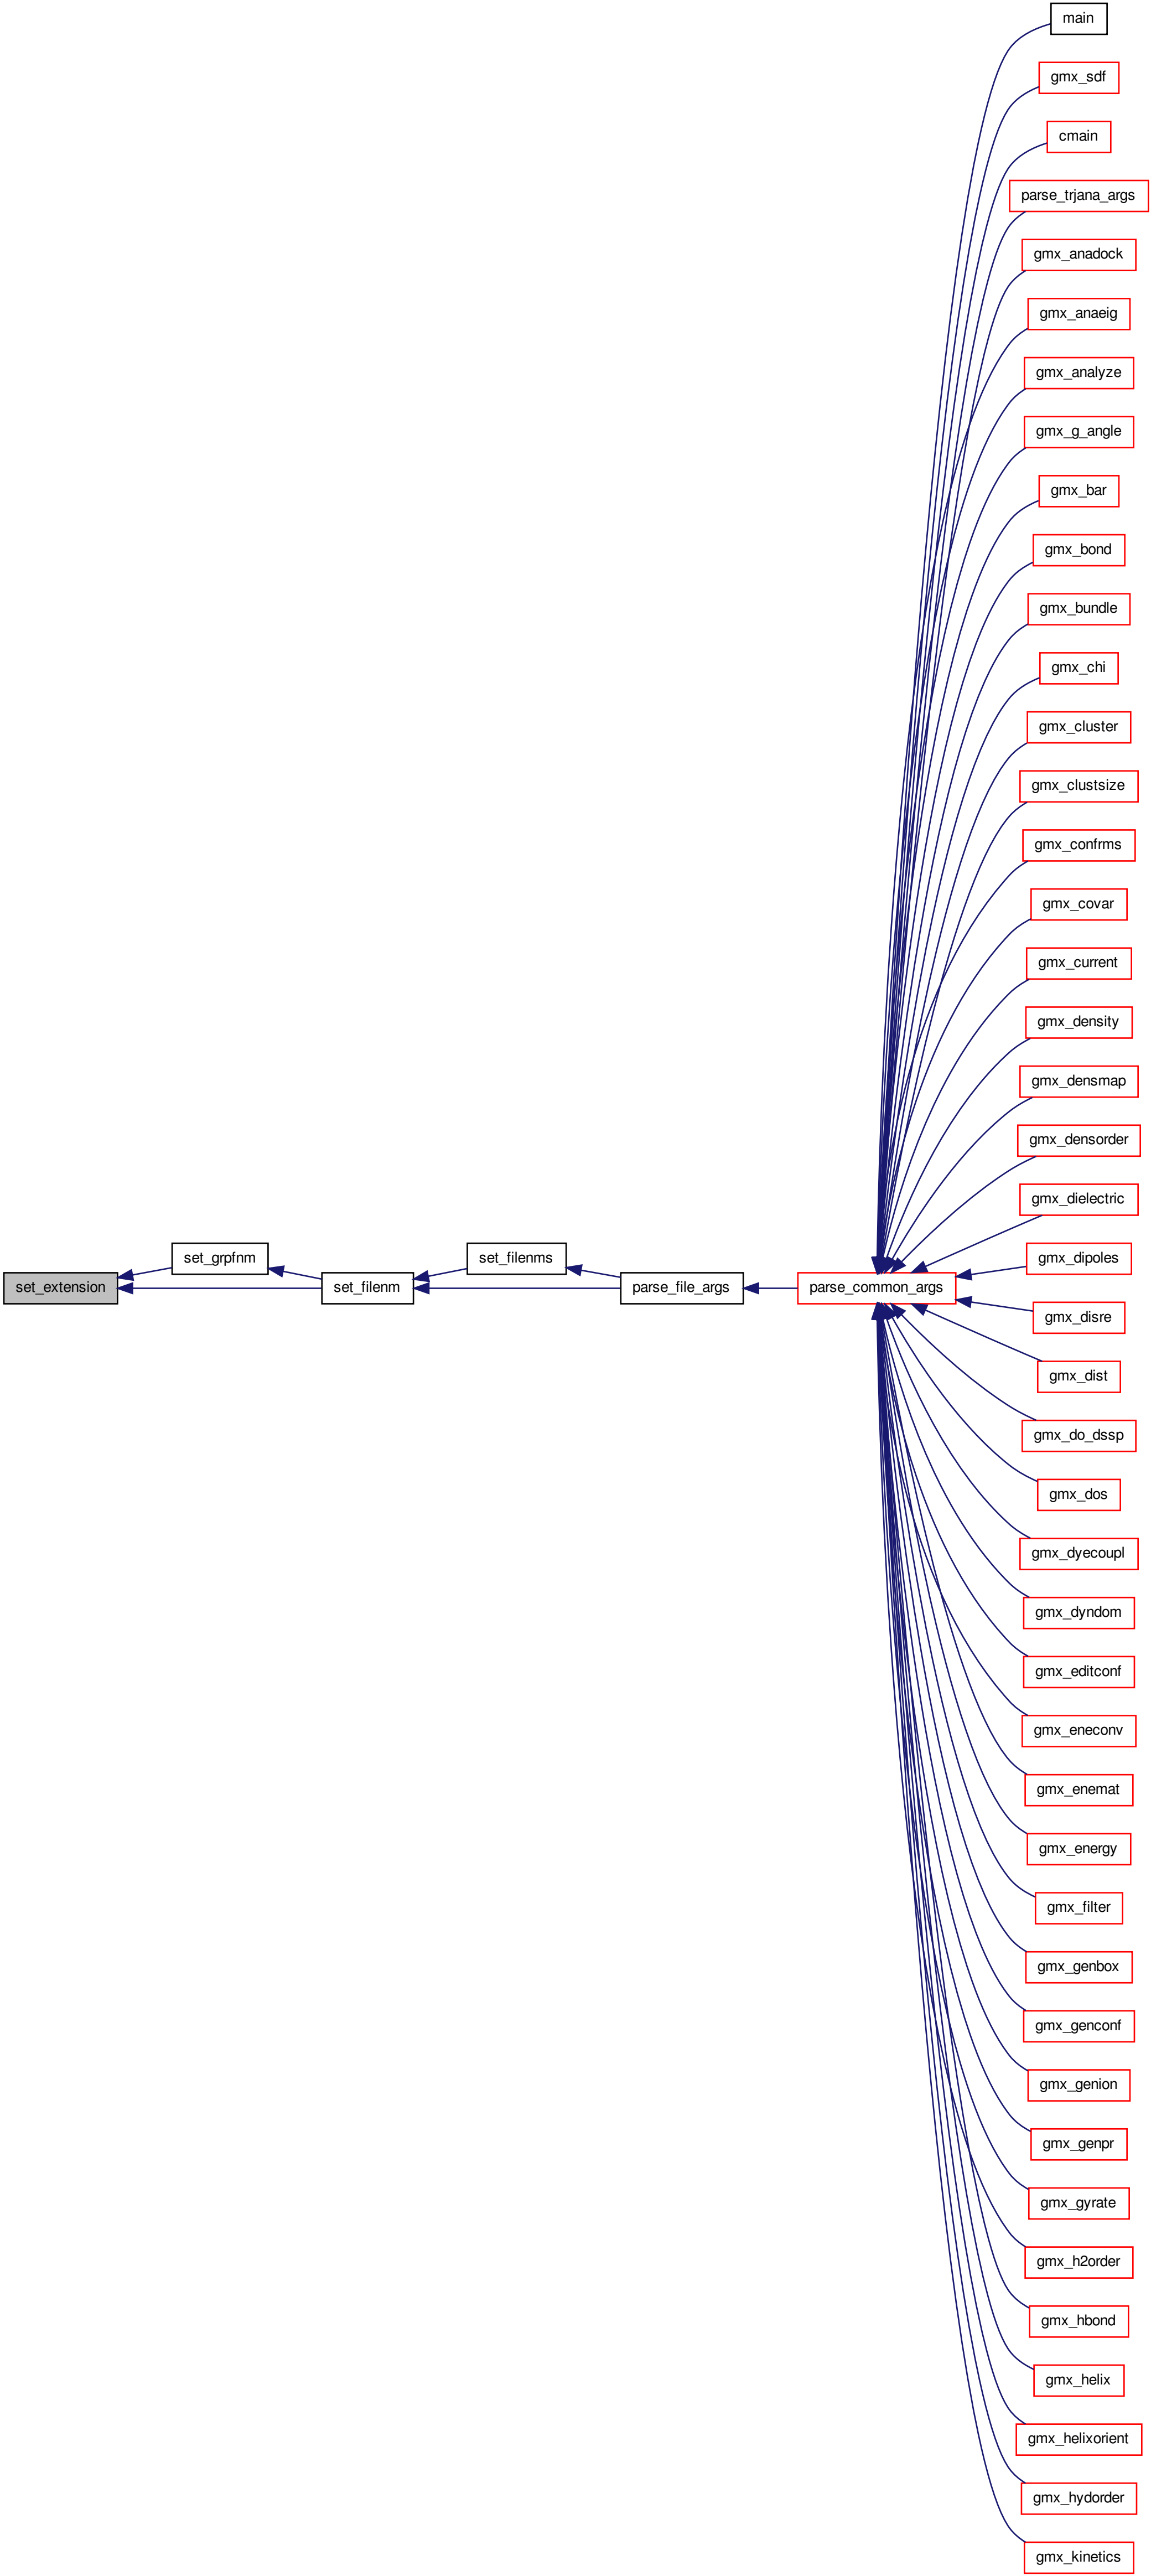 main
gmx_sdf
cmain
parse_trjana_args
gmx_anadock
gmx_anaeig
gmx_analyze
gmx_g_angle
gmx_bar
gmx_bond
gmx_bundle
gmx_chi
gmx_cluster
gmx_clustsize
gmx_confrms
gmx_covar
gmx_current
gmx_density
gmx_densmap
gmx_densorder
gmx_dielectric
set_grpfnm
set_filenms
gmx_dipoles
set_extension
set_filenm
parse_file_args
parse_common_args
gmx_disre
gmx_dist
gmx_do_dssp
gmx_dos
gmx_dyecoupl
gmx_dyndom
gmx_editconf
gmx_eneconv
gmx_enemat
gmx_energy
gmx_filter
gmx_genbox
gmx_genconf
gmx_genion
gmx_genpr
gmx_gyrate
gmx_h2order
gmx_hbond
gmx_helix
gmx_helixorient
gmx_hydorder
gmx_kinetics